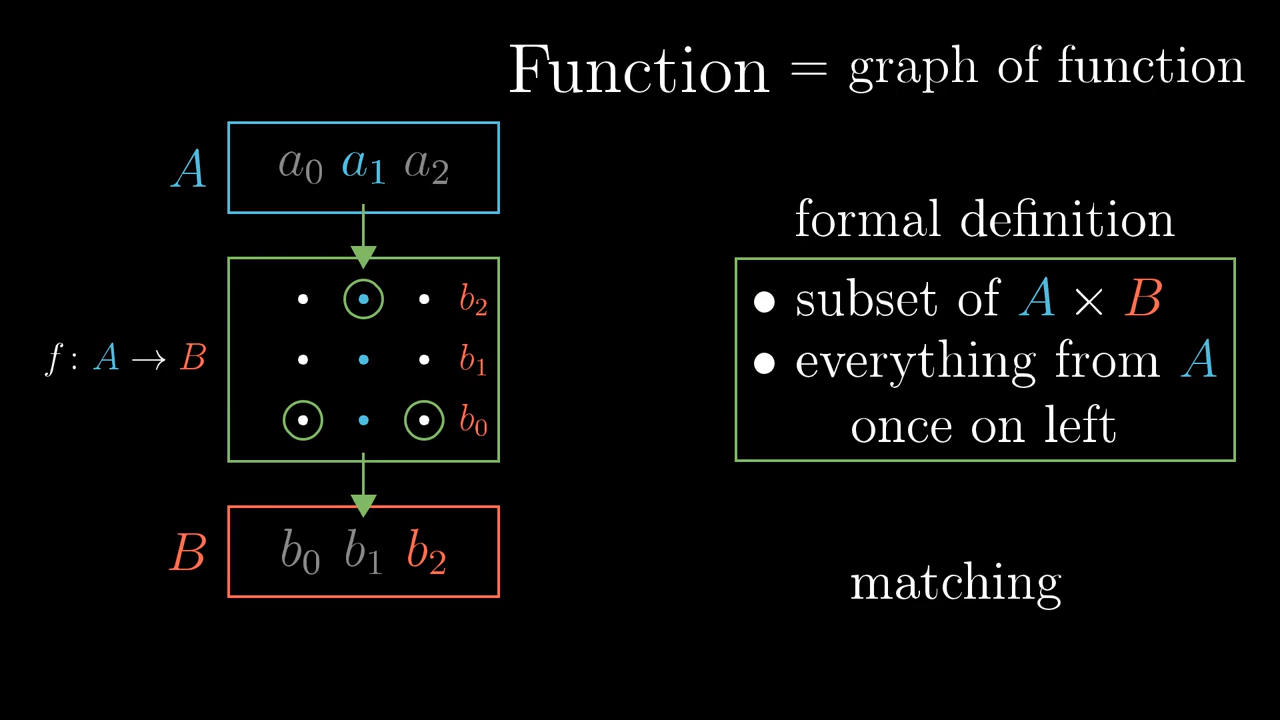 Function = graph of function
A a₀ a₁ a₂
formal definition
• subset of A × B
b₂
f : A → B
b₁
• everything from A
b₀
once on left
B b₀ b₁ b₂
matching